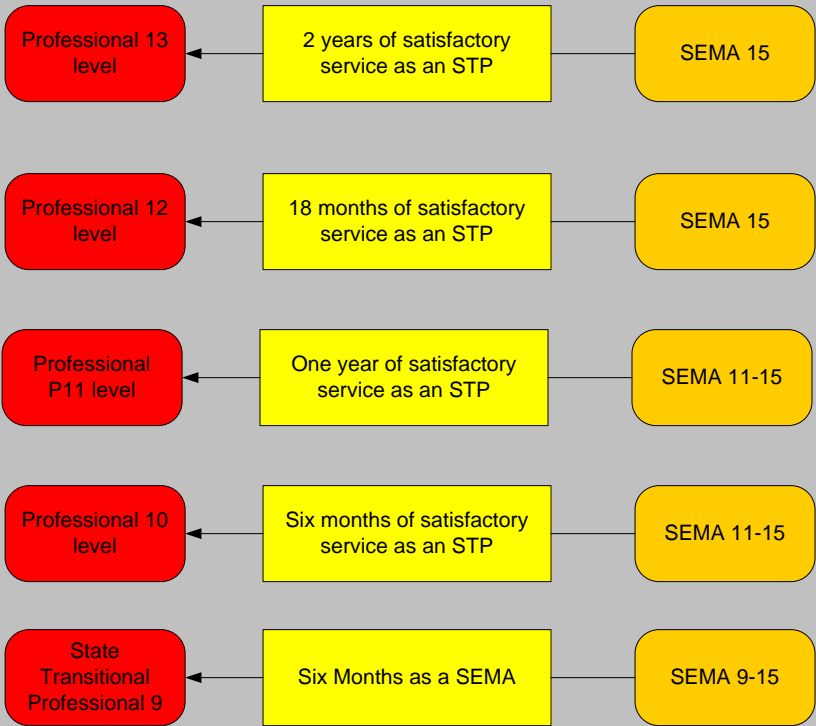 Professional 13
level
2 years of satisfactory
service as an STP
SEMA 15
Professional 12
level
18 months of satisfactory
service as an STP
SEMA 15
Professional
P11 level
One year of satisfactory
service as an STP
SEMA 11-15
Professional 10
level
Six months of satisfactory
service as an STP
SEMA 11-15
State
Transitional
Professional 9
Six Months as a SEMA
SEMA 9-15